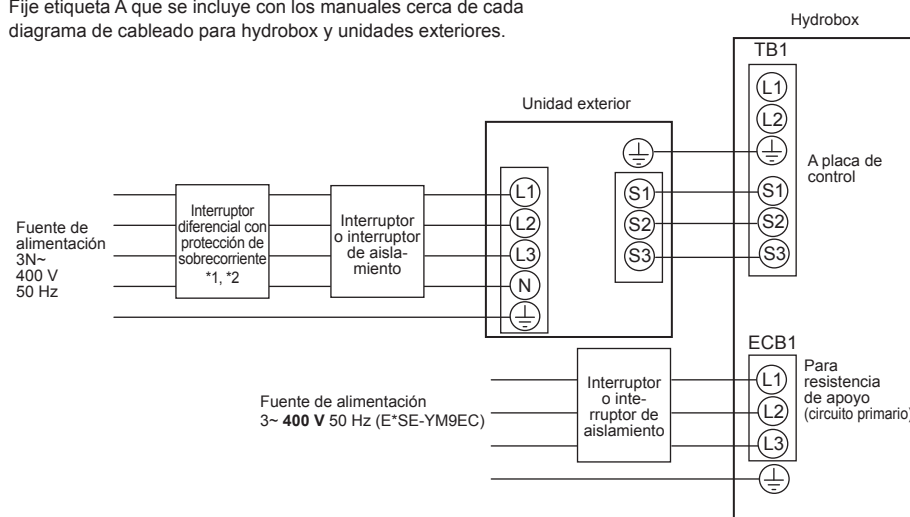 Fije etiqueta A que se incluye con los manuales cerca de cada
diagrama de cableado para hydrobox y unidades exteriores.
Hydrobox
TB1
L1
L2
A placa de
control
S1
S2
S3
Unidad exterior
L1
L2
L3
N
S1
S2
S3
Fuente de
alimentación
3N~
400 V
50 Hz
Interruptor
diferencial con
protección de
sobrecorriente
*1, *2
Interruptor
o interruptor
de aisla-
miento
ECB1
L1
L2
L3
Para
resistencia
de apoyo
(circuito primario)
Fuente de alimentación
3~ 400 V 50 Hz (E*SE-YM9EC)
Interruptor
o inte-
rruptor de
aislamiento